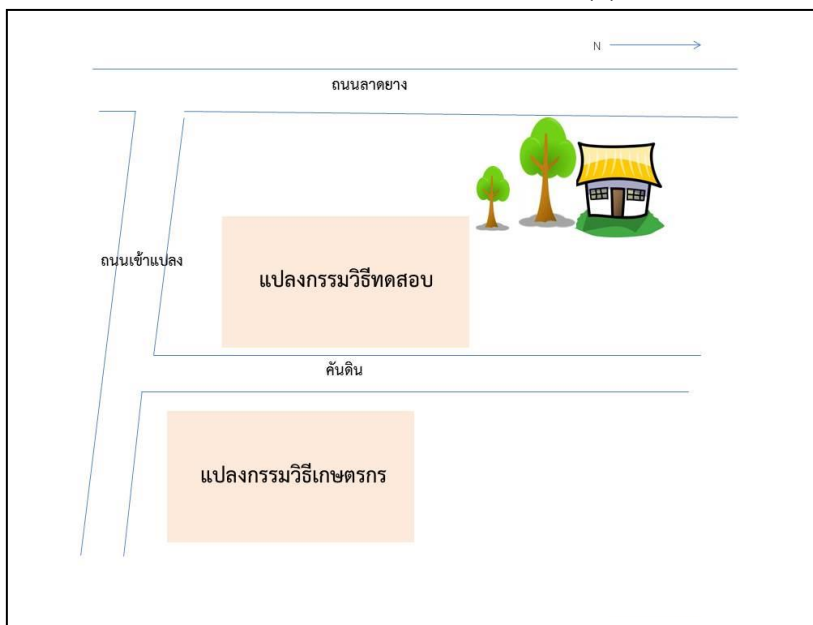 N
ถนนลาดยาง
ถนนเข้าแปลง
แปลงกรรมวิธีทดสอบ
คันดิน
แปลงกรรมวิธีเกษตรกร